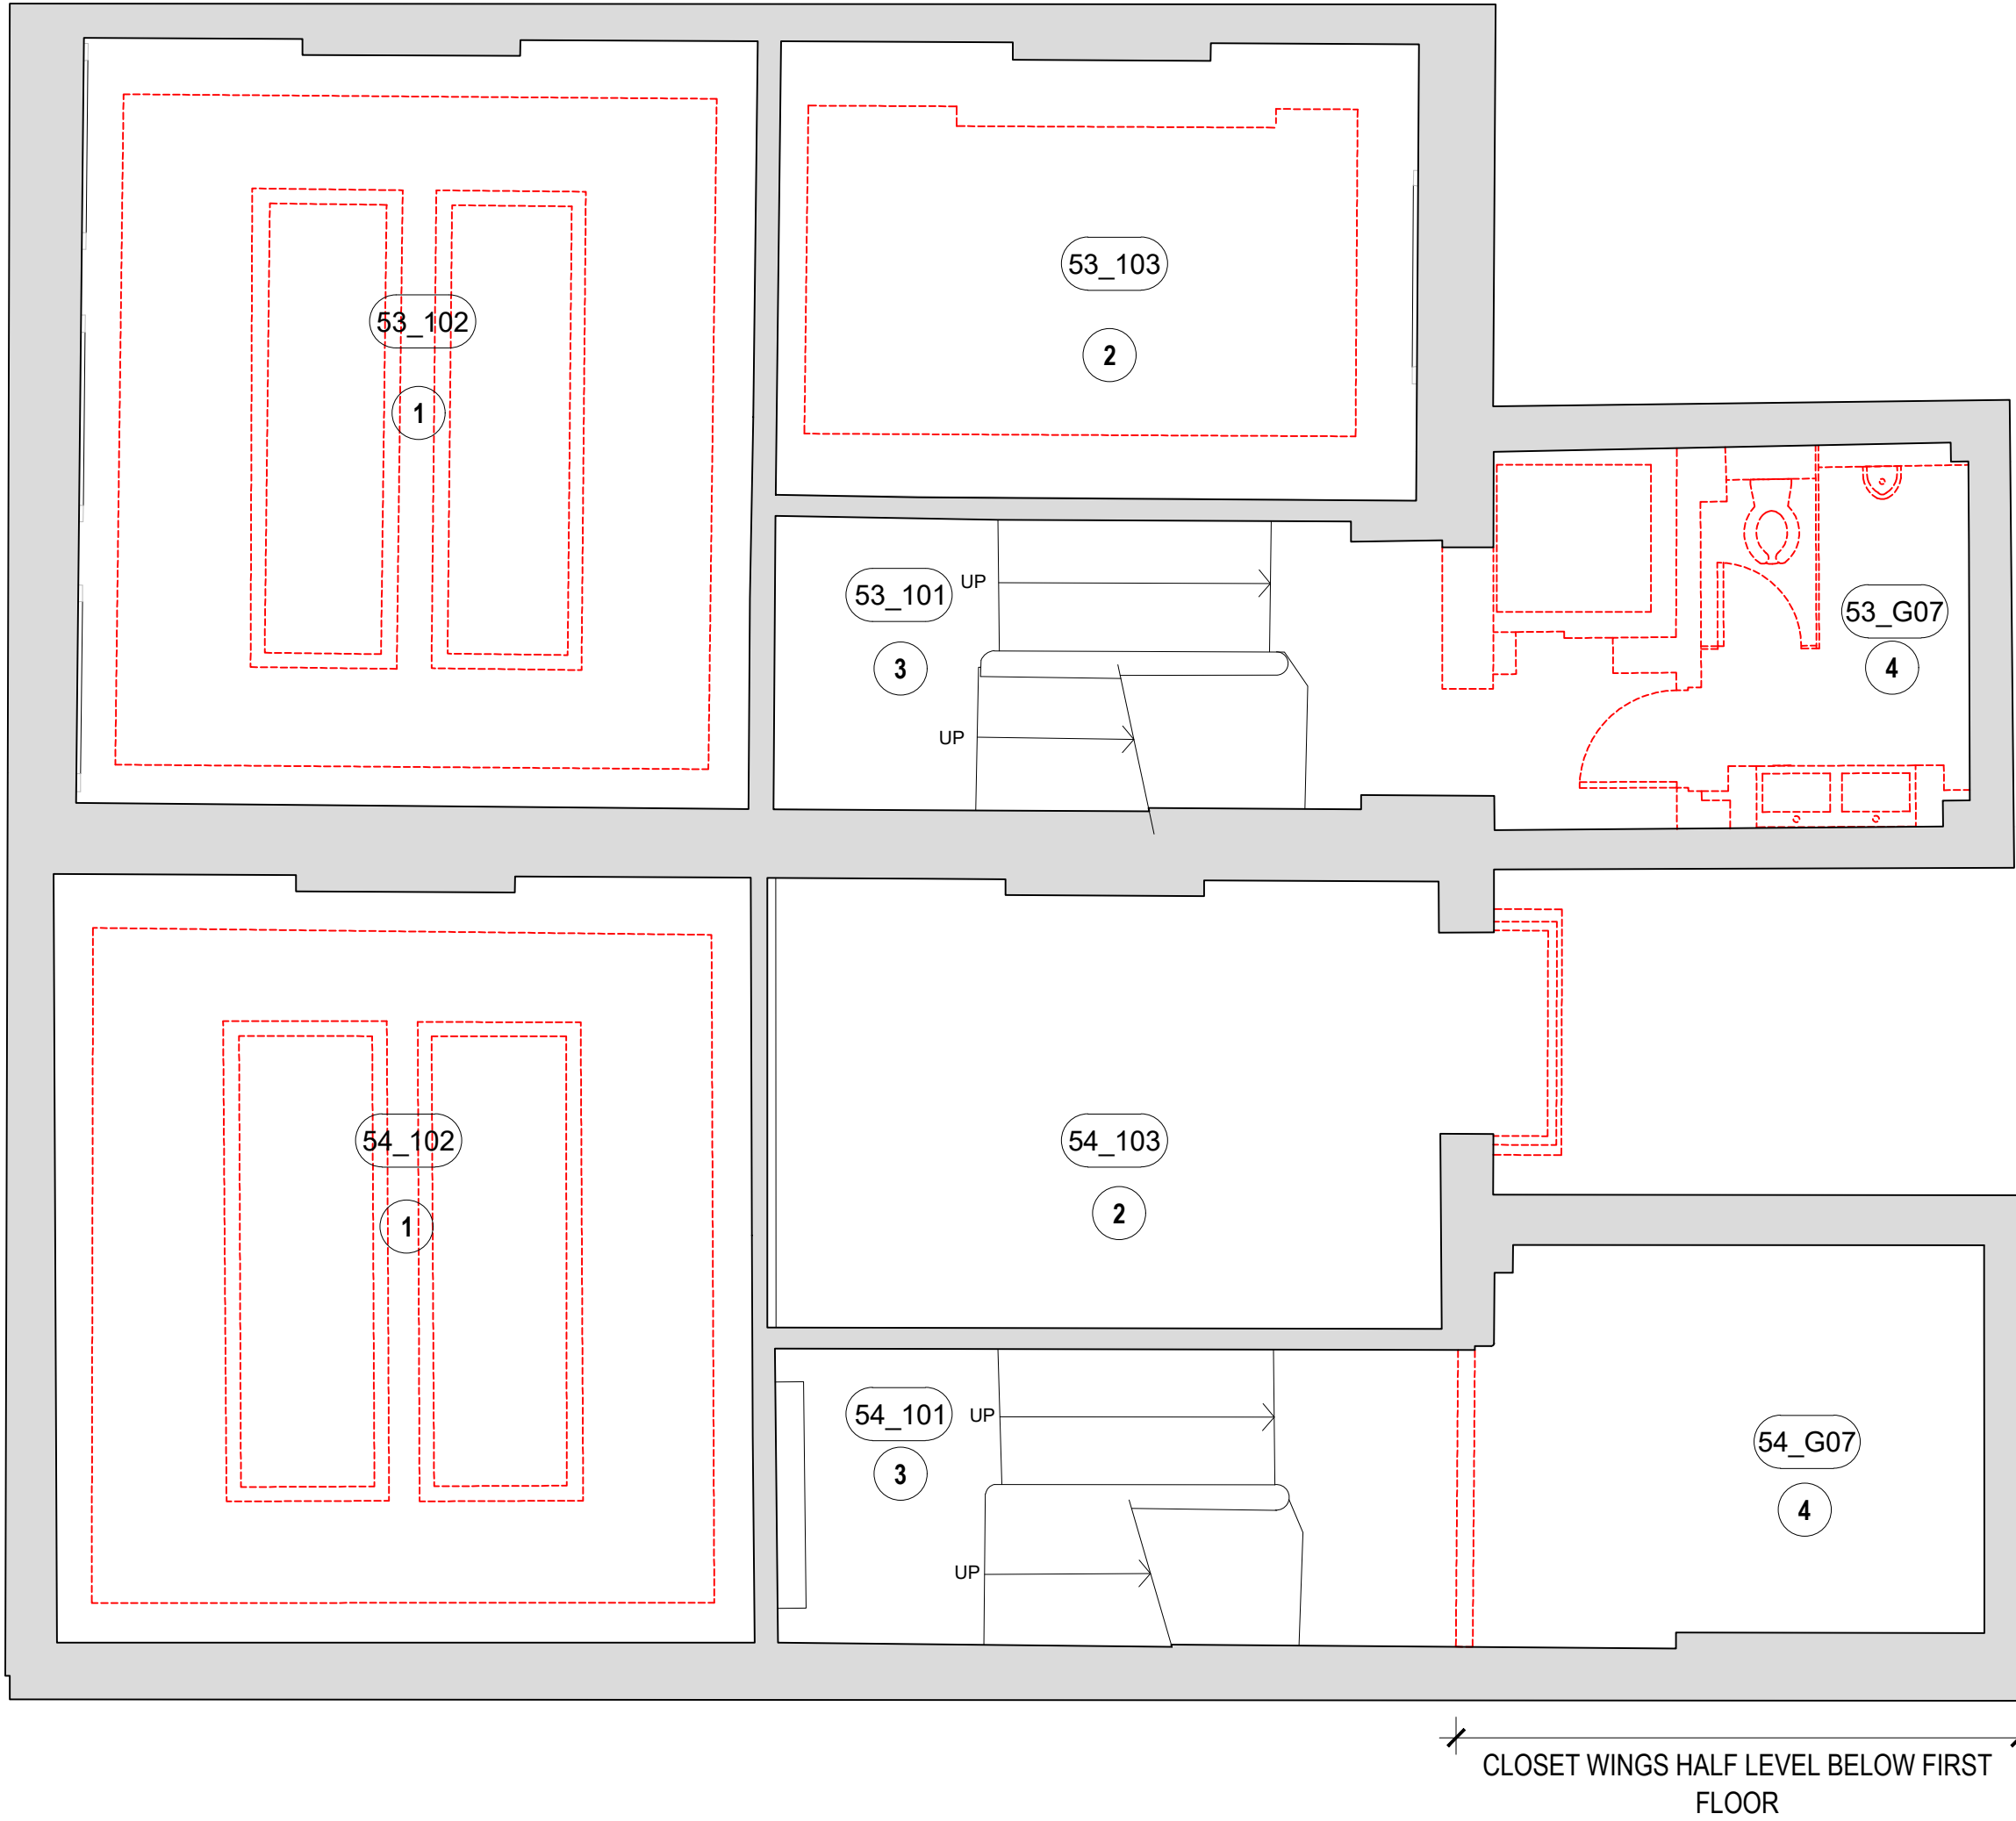 53_103
53_102
2
1
53_101
UP
53_G07
3
4
UP
54_102
54_103
1
2
54_101
UP
54_G07
3
4
UP
CLOSET WINGS HALF LEVEL BELOW FIRST
FLOOR